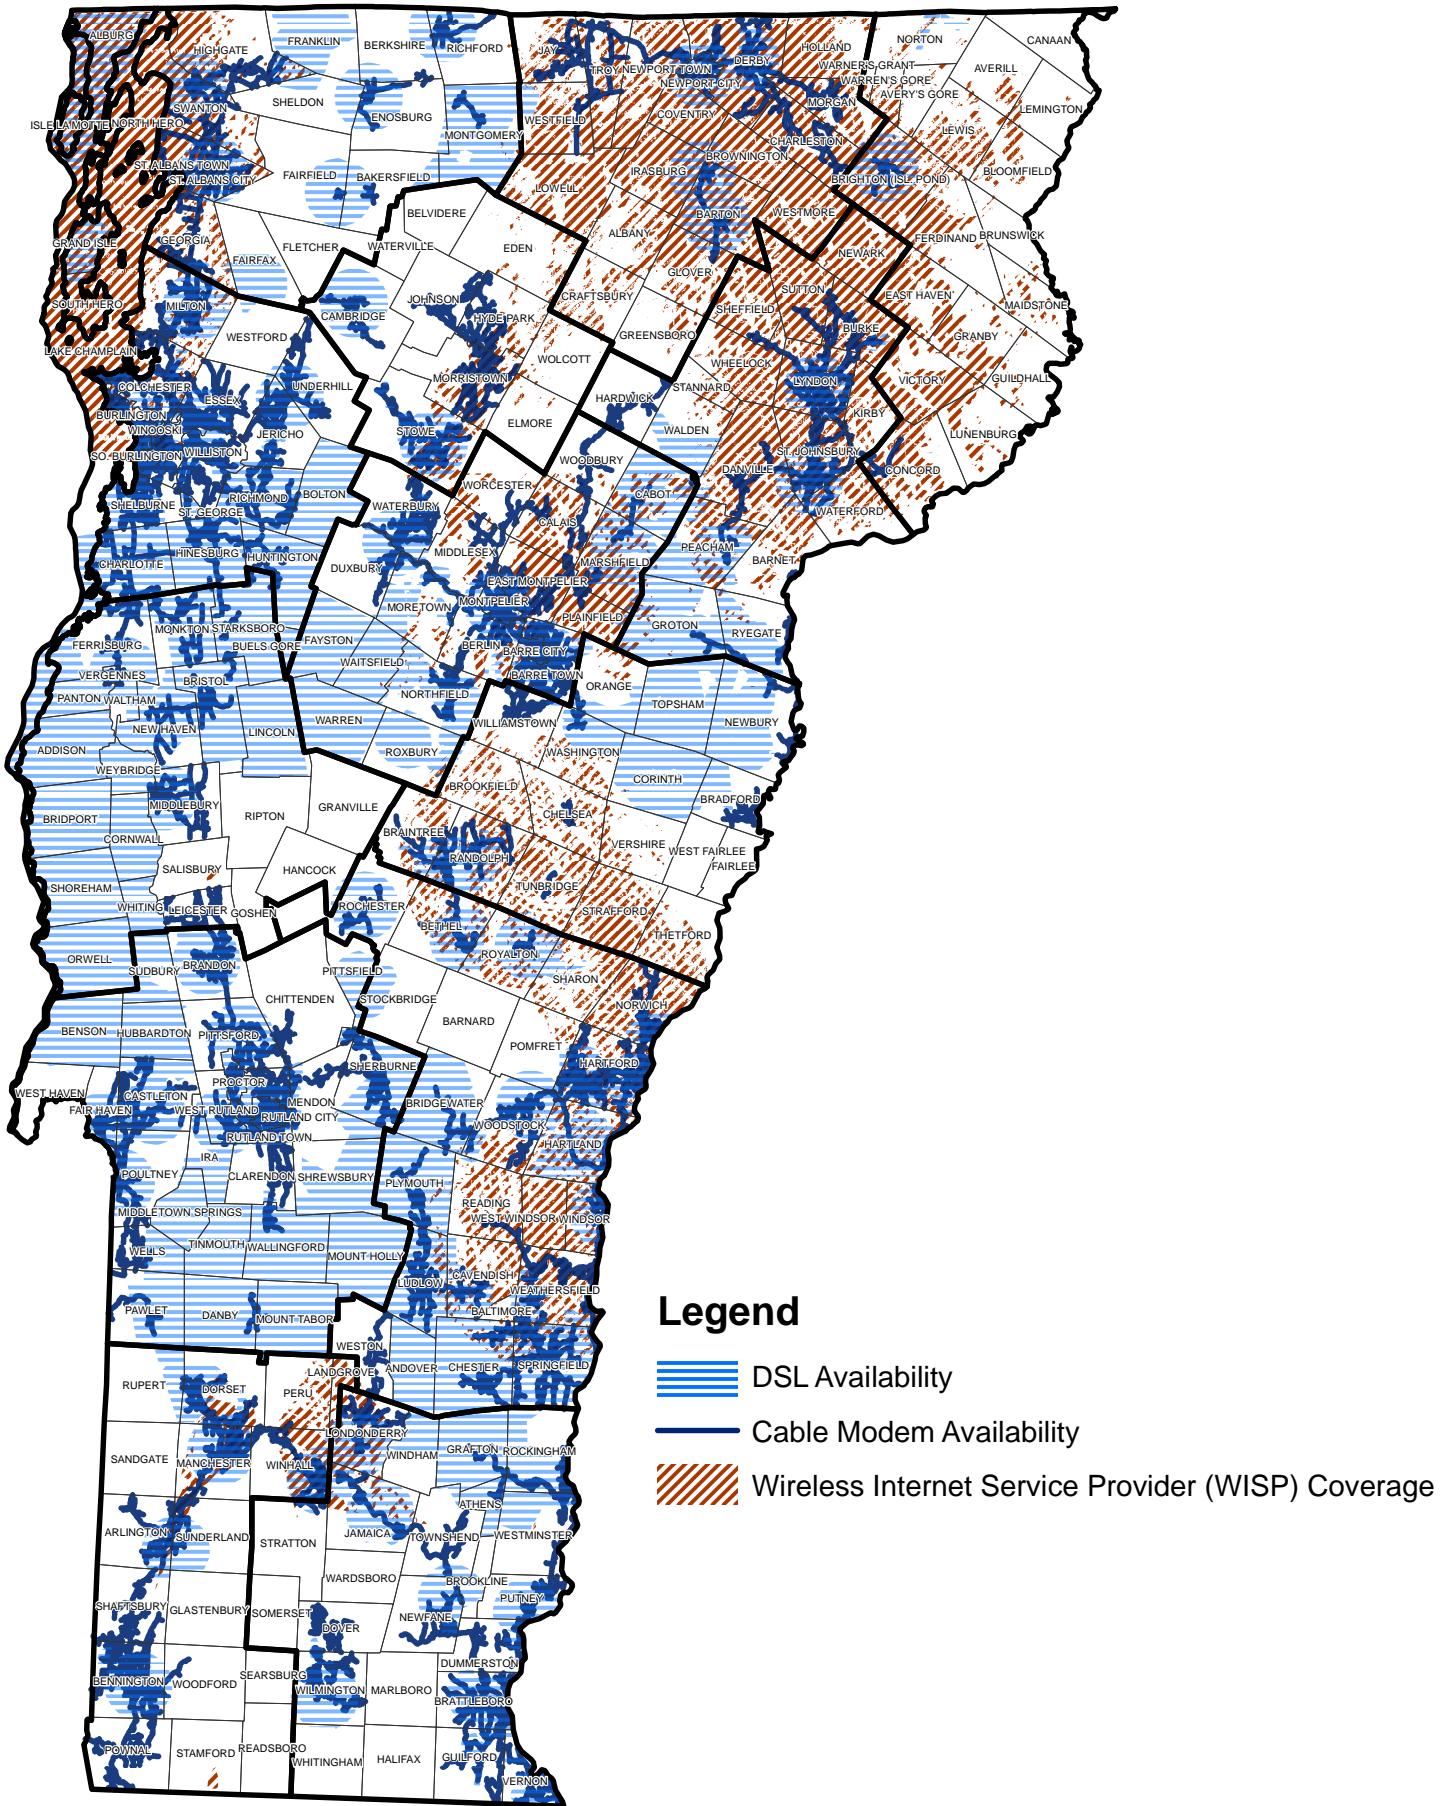 ALBURG
HIGHGATE
FRANKLIN
BERKSHIRE
RICHFORD
JAY
TROY
NEWPORT TOWN
DERBY
HOLLAND
NORTON
CANAAN
NEWPORT CITY
WARNER'S GRANT
WARREN'S GORE
AVERILL
AVERY'S GORE
SWANTON
SHELDON
ENOSBURG
MONTGOMERY
WESTFIELD
COVENTRY
MORGAN
LEMINGTON
ISLE LA MOTTE
NORTH HERO
CHARLESTON
LEWIS
ST. ALBANS TOWN
ST. ALBANS CITY
FAIRFIELD
BAKERSFIELD
LOWELL
IRASBURG
BROWNINGTON
BRIGHTON (ISL. POND)
BLOOMFIELD
BELVIDERE
BARTON
WESTMORE
GRAND ISLE
GEORGIA
FLETCHER
WATERVILLE
EDEN
ALBANY
FERDINAND
BRUNSWICK
FAIRFAX
GLOVER
NEWARK
SOUTH HERO
MILTON
CAMBRIDGE
JOHNSON
HYDE PARK
CRAFTSBURY
SHEFFIELD
SUTTON
EAST HAVEN
MAIDSTONE
WESTFORD
GREENSBORO
BURKE
GRANBY
LAKE CHAMPLAIN
WOLCOTT
WHEELOCK
COLCHESTER
ESSEX
UNDERHILL
MORRISTOWN
HARDWICK
STANNARD
LYNDON
VICTORY
GUILDHALL
BURLINGTON
WINOOSKI
JERICHO
STOWE
ELMORE
WALDEN
KIRBY
LUNENBURG
SO. BURLINGTON
WILLISTON
WOODBURY
DANVILLE
ST. JOHNSBURY
CONCORD
SHELBURNE
ST. GEORGE
RICHMOND
BOLTON
WATERBURY
WORCESTER
CABOT
WATERFORD
CALAIS
CHARLOTTE
HINESBURG
HUNTINGTON
DUXBURY
MIDDLESEX
MARSHFIELD
PEACHAM
BARNET
EAST MONTPELIER
MORETOWN
MONTPELIER
PLAINFIELD
GROTON
RYEGATE
FERRISBURG
MONKTON
STARKSBORO
BUELS GORE
FAYSTON
WAITSFIELD
BERLIN
BARRE CITY
BARRE TOWN
VERGENNES
BRISTOL
NORTHFIELD
ORANGE
TOPSHAM
PANTON
WALTHAM
NEW HAVEN
LINCOLN
WARREN
WILLIAMSTOWN
NEWBURY
ADDISON
ROXBURY
WASHINGTON
WEYBRIDGE
CORINTH
BRIDPORT
MIDDLEBURY
RIPTON
GRANVILLE
BROOKFIELD
CHELSEA
BRADFORD
CORNWALL
BRAINTREE
RANDOLPH
VERSHIRE
WEST FAIRLEE
FAIRLEE
SALISBURY
HANCOCK
SHOREHAM
TUNBRIDGE
WHITING
LEICESTER
GOSHEN
ROCHESTER
STRAFFORD
BETHEL
THETFORD
ORWELL
SUDBURY
BRANDON
PITTSFIELD
ROYALTON
SHARON
CHITTENDEN
STOCKBRIDGE
NORWICH
BENSON
HUBBARDTON
PITTSFORD
BARNARD
POMFRET
HARTFORD
WEST HAVEN
CASTLETON
PROCTOR
SHERBURNE
FAIR HAVEN
WEST RUTLAND
MENDON
RUTLAND CITY
BRIDGEWATER
WOODSTOCK
RUTLAND TOWN
HARTLAND
IRA
POULTNEY
CLARENDON
SHREWSBURY
PLYMOUTH
READING
MIDDLETOWN SPRINGS
WEST WINDSOR
WINDSOR
WELLS
TINMOUTH
WALLINGFORD
MOUNT HOLLY
LUDLOW
CAVENDISH
WEATHERSFIELD
PAWLET
DANBY
MOUNT TABOR
BALTIMORE
WESTON
RUPERT
DORSET
PERU
LANDGROVE
ANDOVER
CHESTER
SPRINGFIELD
LONDONDERRY
SANDGATE
MANCHESTER
WINHALL
WINDHAM
GRAFTON
ROCKINGHAM
ATHENS
ARLINGTON
SUNDERLAND
STRATTON
JAMAICA
TOWNSHEND
WESTMINSTER
WARDSBORO
BROOKLINE
SHAFTSBURY
GLASTENBURY
SOMERSET
NEWFANE
PUTNEY
DOVER
DUMMERSTON
BENNINGTON
WOODFORD
SEARSBURG
WILMINGTON
MARLBORO
BRATTLEBORO
POWNAL
STAMFORD
READSBORO
WHITINGHAM
HALIFAX
GUILFORD
VERNON
Legend
DSL Availability
Cable Modem Availability
Wireless Internet Service Provider (WISP) Coverage